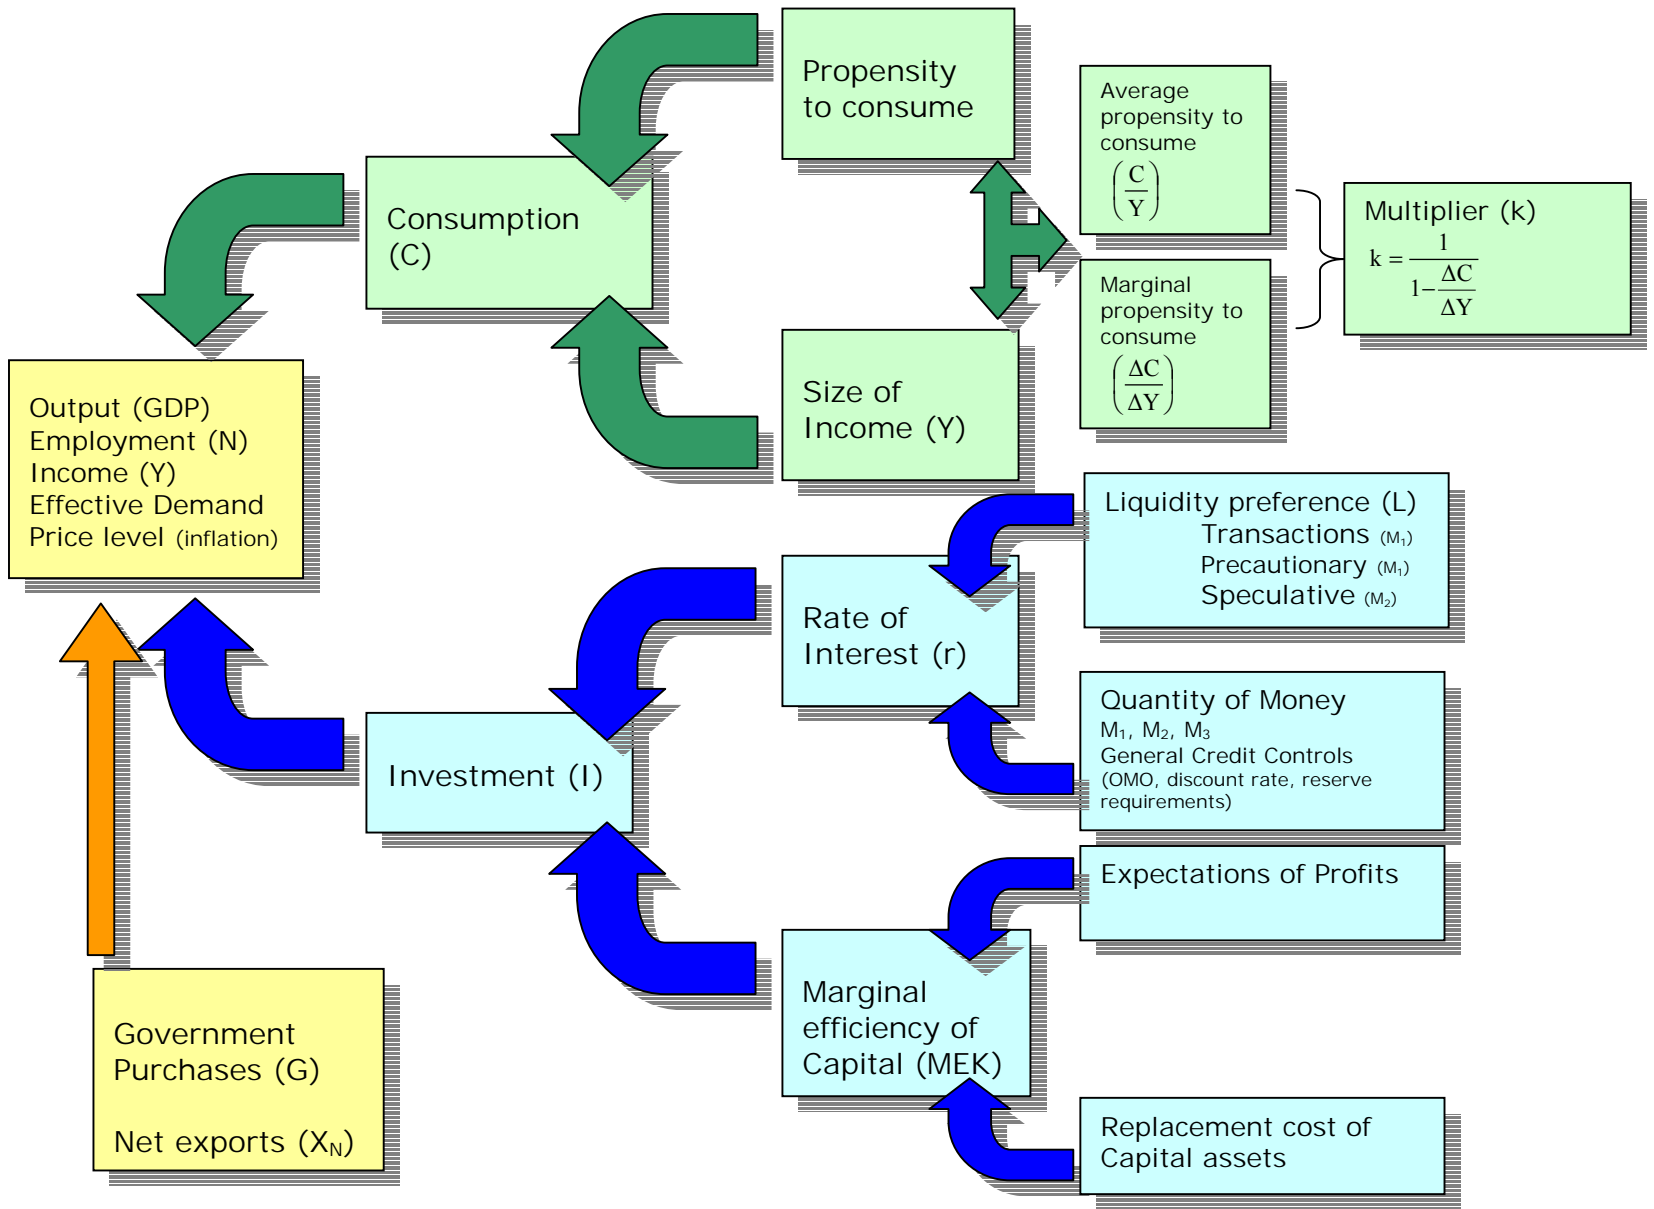 Propensity
to consume
Average
propensity to
consume
(C/Y)
Multiplier (k)
k = 1/(1−ΔC/ΔY)
Consumption
(C)
Marginal
propensity to
consume
(ΔC/ΔY)
Size of
Income (Y)
Output (GDP)
Employment (N)
Income (Y)
Effective Demand
Price level (inflation)
Liquidity preference (L)
Transactions (M₁)
Precautionary (M₁)
Speculative (M₂)
Rate of
Interest (r)
Quantity of Money
M₁, M₂, M₃
General Credit Controls
(OMO, discount rate, reserve
requirements)
Investment (I)
Expectations of Profits
Marginal
efficiency of
Capital (MEK)
Government
Purchases (G)
Net exports (X_N)
Replacement cost of
Capital assets